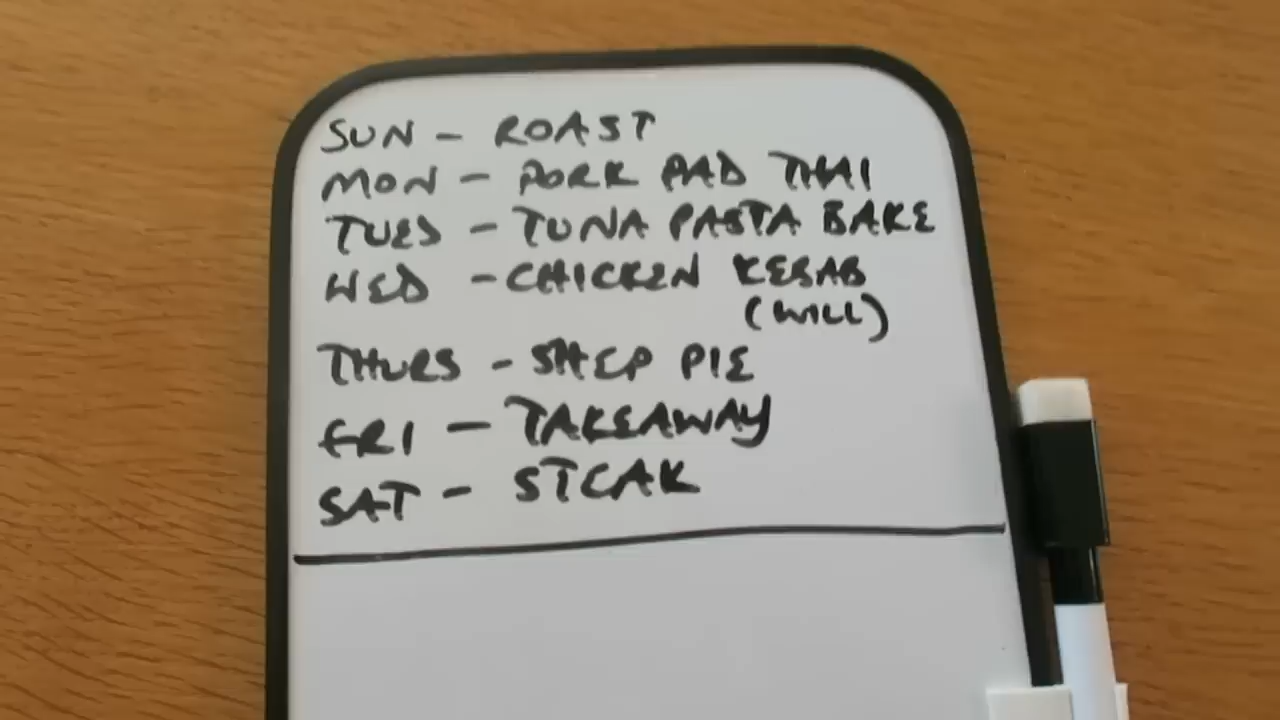 SUN - ROAST
MON - PORK PAD THAI
TUES - TUNA PASTA BAKE
WED - CHICKEN KEBAB
(WILL)
THURS - SHEP PIE
FRI - TAKEAWAY
SAT - STEAK